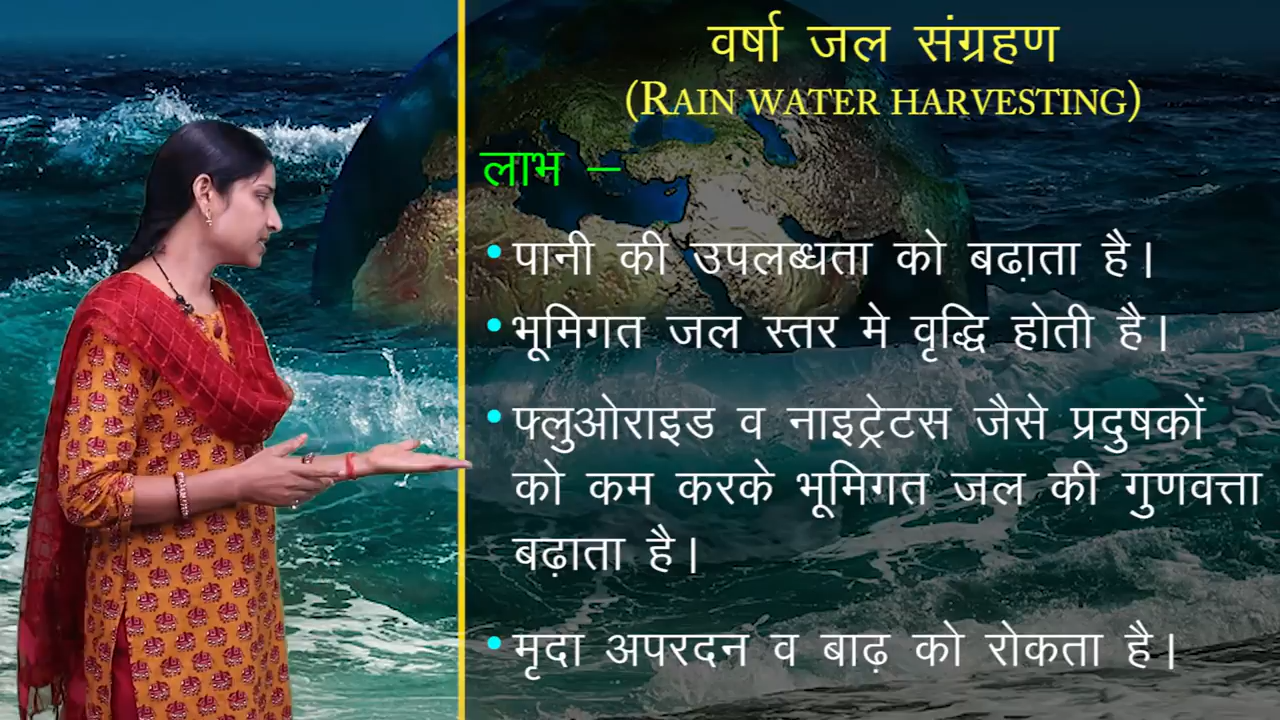 वर्षा जल संग्रहण
(RAIN WATER HARVESTING)
लाभ –
• पानी की उपलब्धता को बढा़ता है।
• भूमिगत जल स्तर मे वृद्धि होती है।
• फ्लुओराइड व नाइट्रेटस जैसे प्रदुषकों
को कम करके भूमिगत जल की गुणवत्ता
बढ़ाता है।
• मृदा अपरदन व बाढ़ को रोकता है।